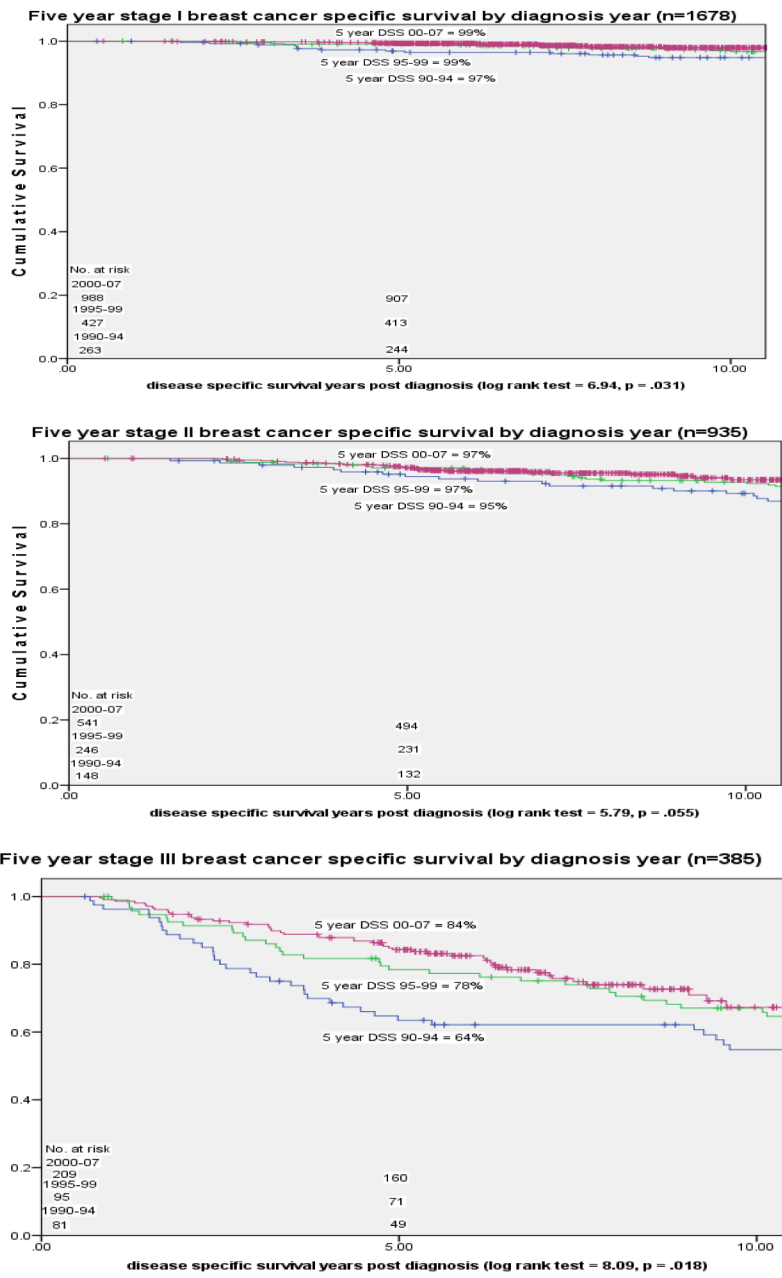 Five year stage I breast cancer specific survival by diagnosis year (n=1678)
5 year DSS 00-07 = 99%
1.0
5 year DSS 95-99 = 99%
5 year DSS 90-94 = 97%
0.8
Cumulative Survival
0.6
0.4
No. at risk
2000-07
0.2
988 907
1995-99
427 413
1990-94
263 244
0.0
.00 5.00 10.00
disease specific survival years post diagnosis (log rank test = 6.94, p = .031)
Five year stage II breast cancer specific survival by diagnosis year (n=935)
5 year DSS 00-07 = 97%
1.0
5 year DSS 95-99 = 97%
5 year DSS 90-94 = 95%
0.8
Cumulative Survival
0.6
0.4
No. at risk
2000-07
0.2
541 494
1995-99
246 231
1990-94
148 132
0.0
.00 5.00 10.00
disease specific survival years post diagnosis (log rank test = 5.79, p = .055)
Five year stage III breast cancer specific survival by diagnosis year (n=385)
1.0
5 year DSS 00-07 = 84%
0.8
5 year DSS 95-99 = 78%
0.6
5 year DSS 90-94 = 64%
0.4
No. at risk
0.2
2000-07
209 160
1995-99
95 71
1990-94
81 49
0.0
.00 5.00 10.00
disease specific survival years post diagnosis (log rank test = 8.09, p = .018)